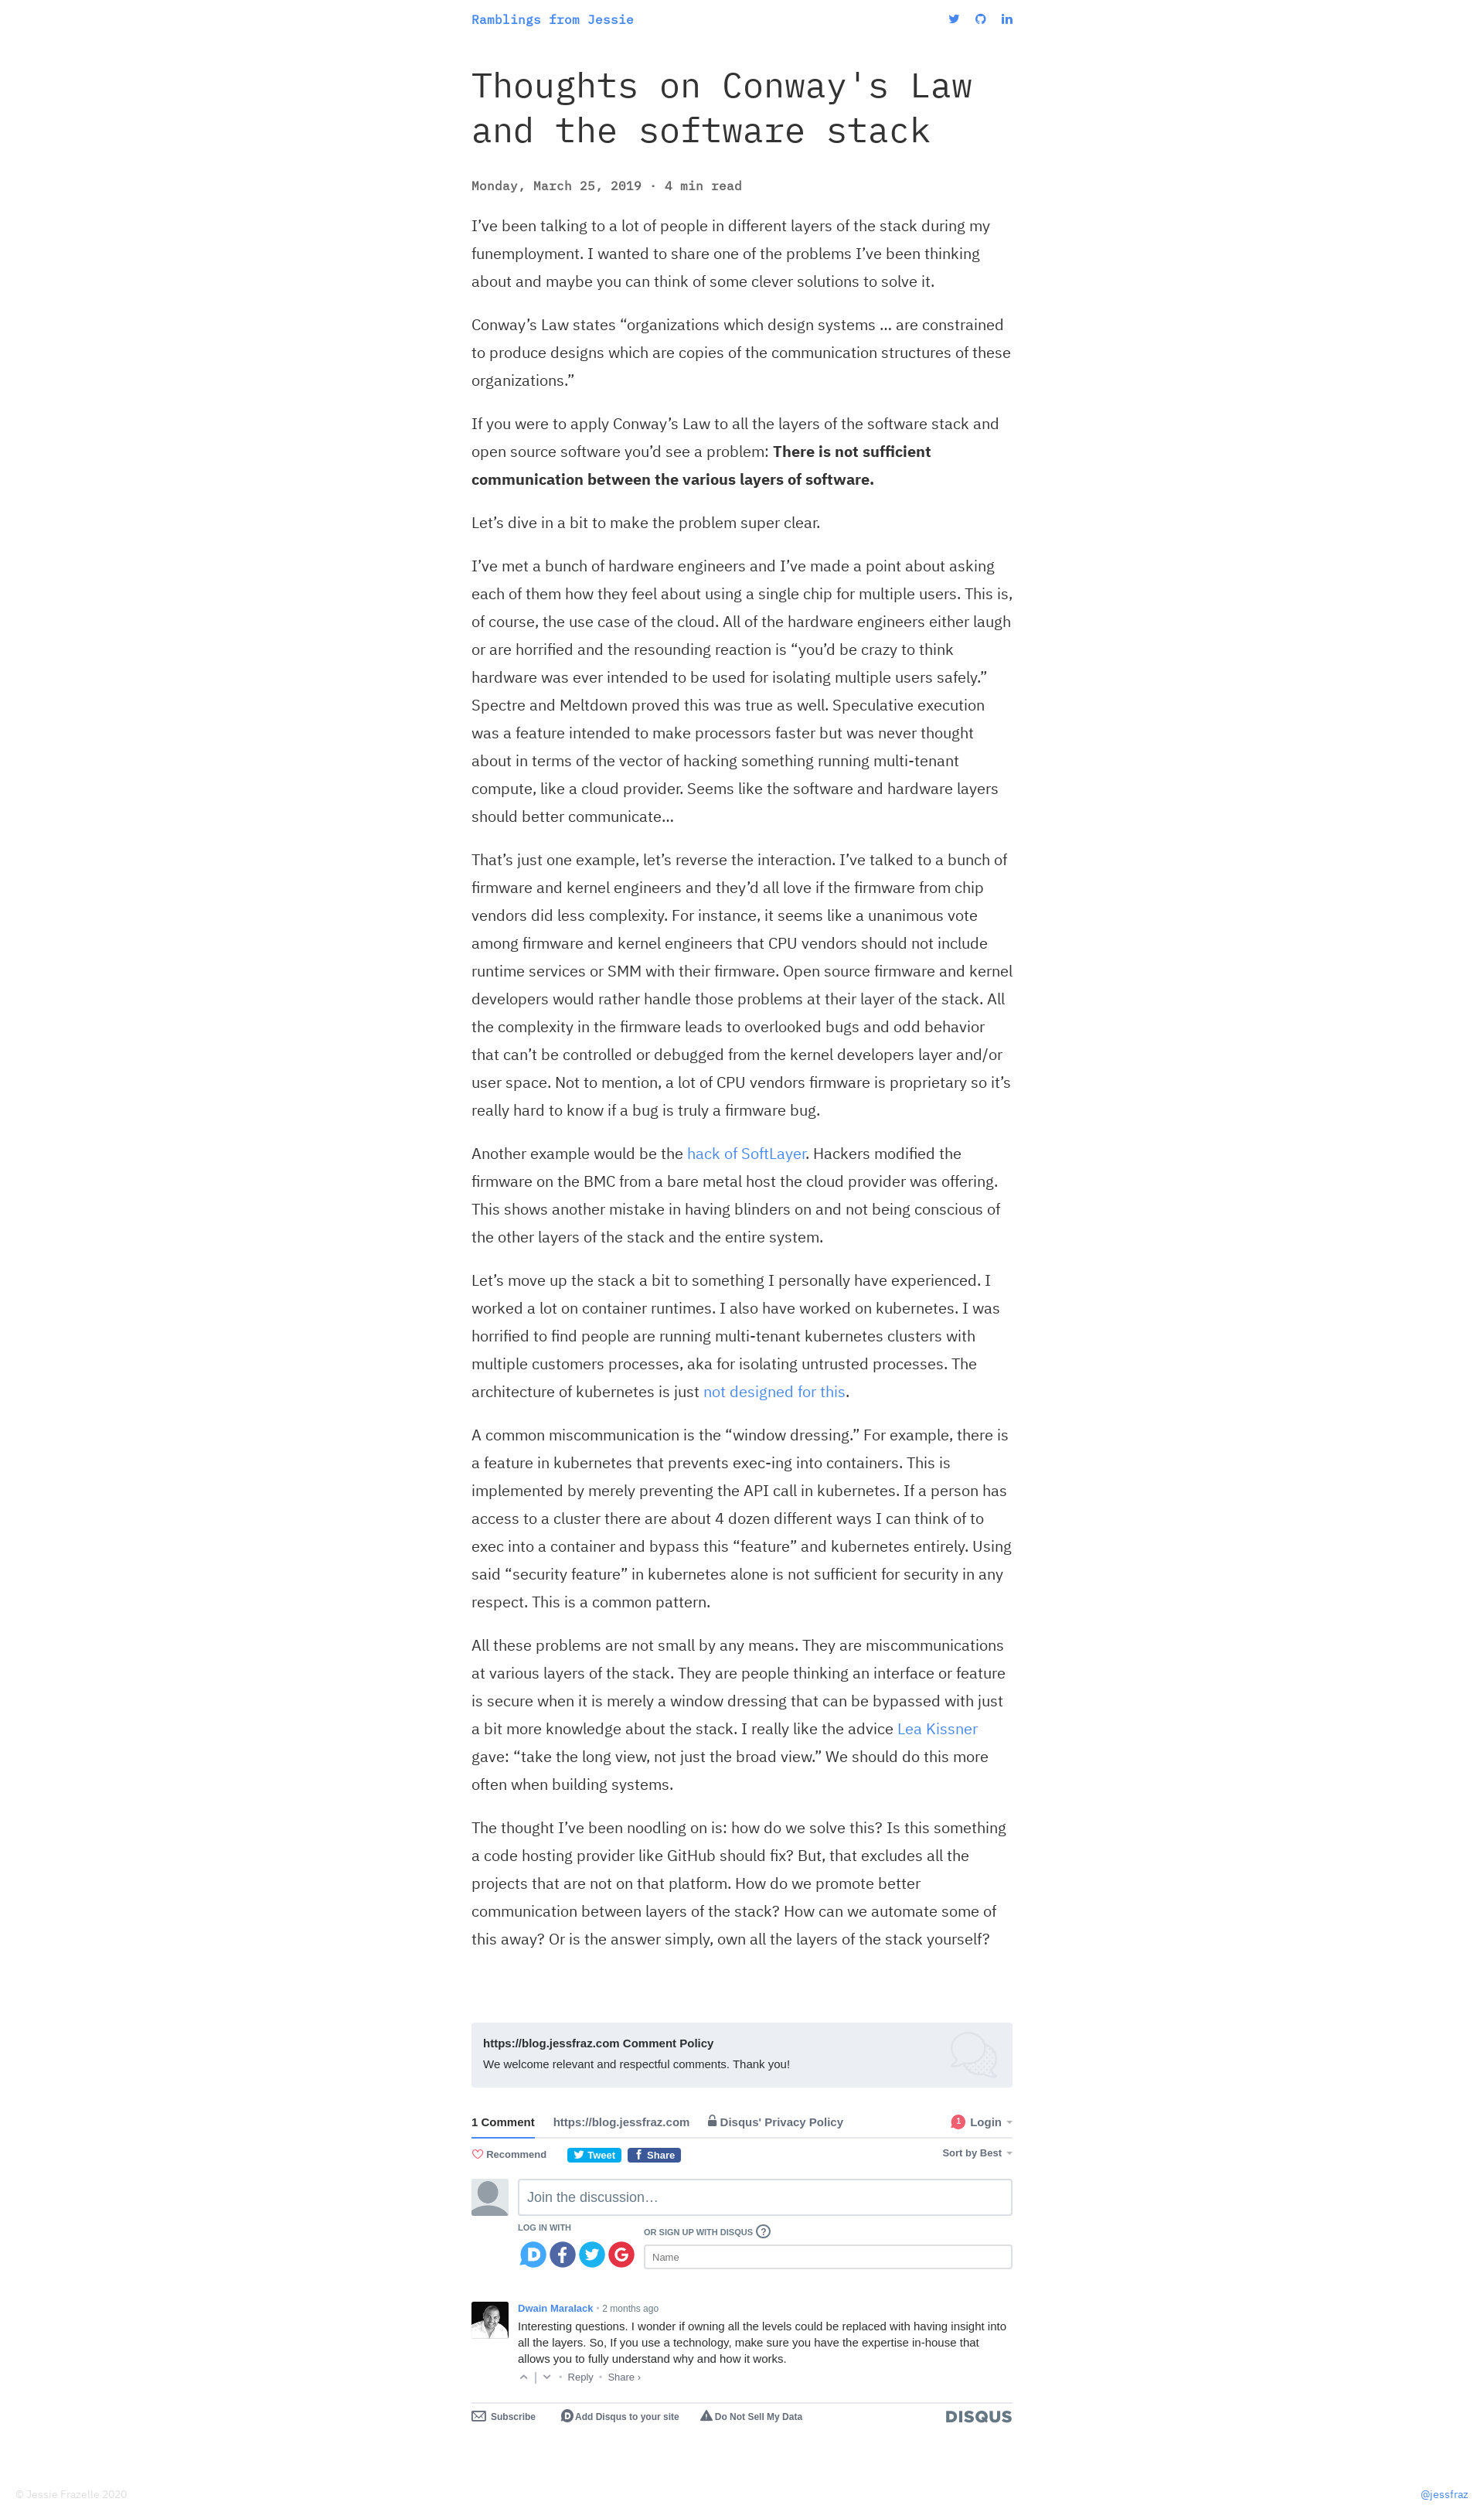 Ramblings from Jessie
Thoughts on Conway's Law
and the software stack
Monday, March 25, 2019 · 4 min read
I’ve been talking to a lot of people in different layers of the stack during my
funemployment. I wanted to share one of the problems I’ve been thinking
about and maybe you can think of some clever solutions to solve it.
Conway’s Law states “organizations which design systems … are constrained
to produce designs which are copies of the communication structures of these
organizations.”
If you were to apply Conway’s Law to all the layers of the software stack and
open source software you’d see a problem: There is not sufficient
communication between the various layers of software.
Let’s dive in a bit to make the problem super clear.
I’ve met a bunch of hardware engineers and I’ve made a point about asking
each of them how they feel about using a single chip for multiple users. This is,
of course, the use case of the cloud. All of the hardware engineers either laugh
or are horrified and the resounding reaction is “you’d be crazy to think
hardware was ever intended to be used for isolating multiple users safely.”
Spectre and Meltdown proved this was true as well. Speculative execution
was a feature intended to make processors faster but was never thought
about in terms of the vector of hacking something running multi-tenant
compute, like a cloud provider. Seems like the software and hardware layers
should better communicate…
That’s just one example, let’s reverse the interaction. I’ve talked to a bunch of
firmware and kernel engineers and they’d all love if the firmware from chip
vendors did less complexity. For instance, it seems like a unanimous vote
among firmware and kernel engineers that CPU vendors should not include
runtime services or SMM with their firmware. Open source firmware and kernel
developers would rather handle those problems at their layer of the stack. All
the complexity in the firmware leads to overlooked bugs and odd behavior
that can’t be controlled or debugged from the kernel developers layer and/or
user space. Not to mention, a lot of CPU vendors firmware is proprietary so it’s
really hard to know if a bug is truly a firmware bug.
Another example would be the hack of SoftLayer. Hackers modified the
firmware on the BMC from a bare metal host the cloud provider was offering.
This shows another mistake in having blinders on and not being conscious of
the other layers of the stack and the entire system.
Let’s move up the stack a bit to something I personally have experienced. I
worked a lot on container runtimes. I also have worked on kubernetes. I was
horrified to find people are running multi-tenant kubernetes clusters with
multiple customers processes, aka for isolating untrusted processes. The
architecture of kubernetes is just not designed for this.
A common miscommunication is the “window dressing.” For example, there is
a feature in kubernetes that prevents exec-ing into containers. This is
implemented by merely preventing the API call in kubernetes. If a person has
access to a cluster there are about 4 dozen different ways I can think of to
exec into a container and bypass this “feature” and kubernetes entirely. Using
said “security feature” in kubernetes alone is not sufficient for security in any
respect. This is a common pattern.
All these problems are not small by any means. They are miscommunications
at various layers of the stack. They are people thinking an interface or feature
is secure when it is merely a window dressing that can be bypassed with just
a bit more knowledge about the stack. I really like the advice Lea Kissner
gave: “take the long view, not just the broad view.” We should do this more
often when building systems.
The thought I’ve been noodling on is: how do we solve this? Is this something
a code hosting provider like GitHub should fix? But, that excludes all the
projects that are not on that platform. How do we promote better
communication between layers of the stack? How can we automate some of
this away? Or is the answer simply, own all the layers of the stack yourself?
https://blog.jessfraz.com Comment Policy
We welcome relevant and respectful comments. Thank you!
1 Comment https://blog.jessfraz.com Disqus' Privacy Policy 1 Login
Recommend Tweet Share Sort by Best
Join the discussion…
LOG IN WITH
OR SIGN UP WITH DISQUS ?
Name
Dwain Maralack • 2 months ago
Interesting questions. I wonder if owning all the levels could be replaced with having insight into
all the layers. So, If you use a technology, make sure you have the expertise in-house that
allows you to fully understand why and how it works.
• Reply • Share ›
Subscribe Add Disqus to your site Do Not Sell My Data DISQUS
© Jessie Frazelle 2020 @jessfraz